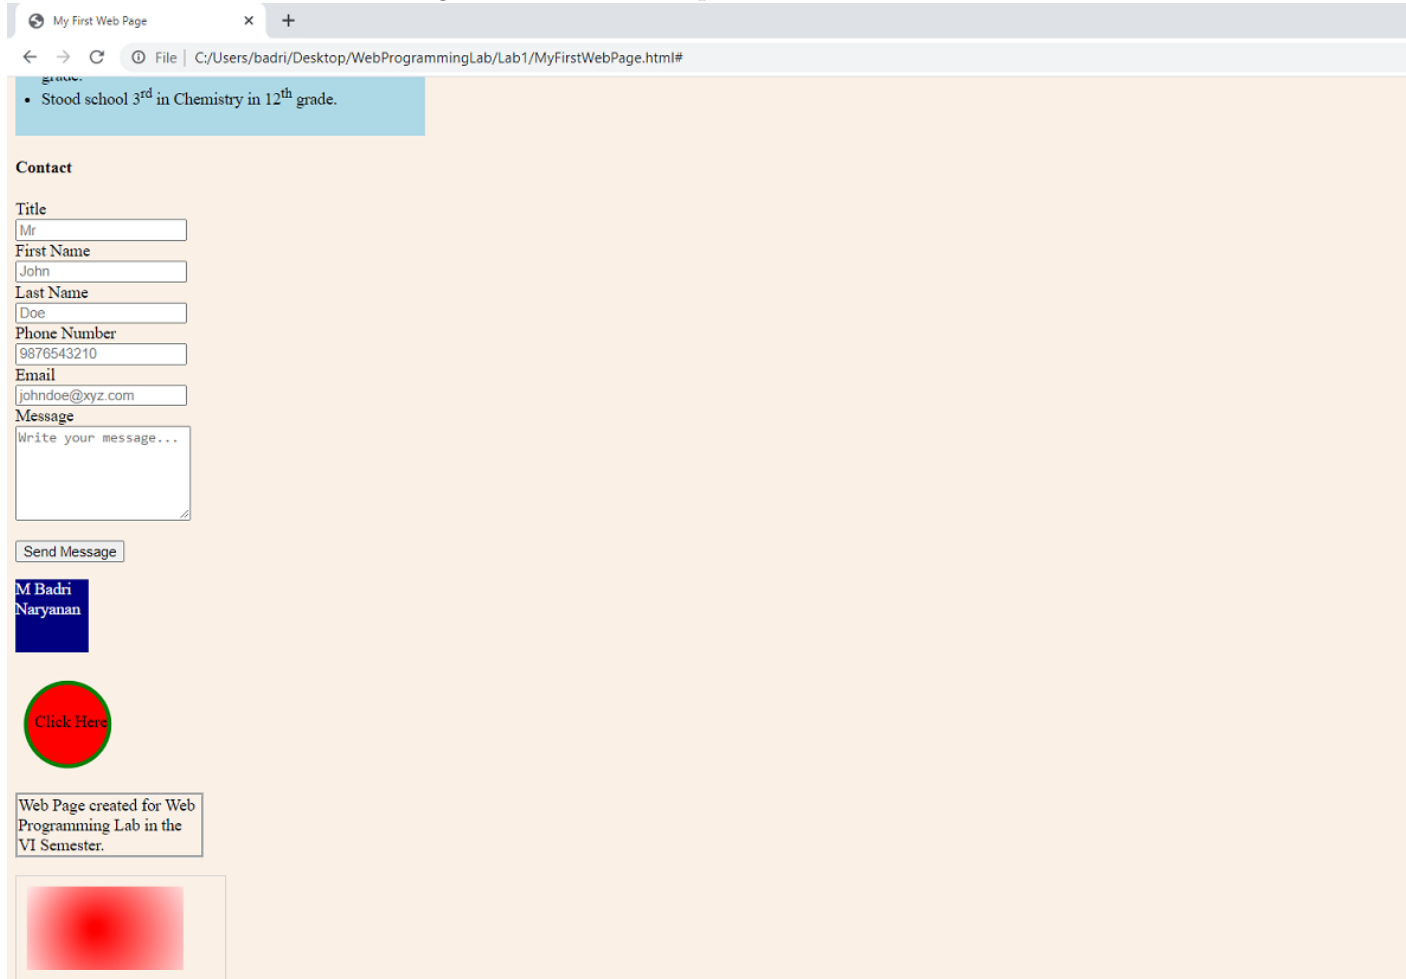 My First Web Page
File | C:/Users/badri/Desktop/WebProgrammingLab/Lab1/MyFirstWebPage.html#
grade.
• Stood school 3rd in Chemistry in 12th grade.
Contact
Title
Mr
First Name
John
Last Name
Doe
Phone Number
9876543210
Email
johndoe@xyz.com
Message
Write your message...
Send Message
M Badri
Naryanan
Click Here
Web Page created for Web
Programming Lab in the
VI Semester.